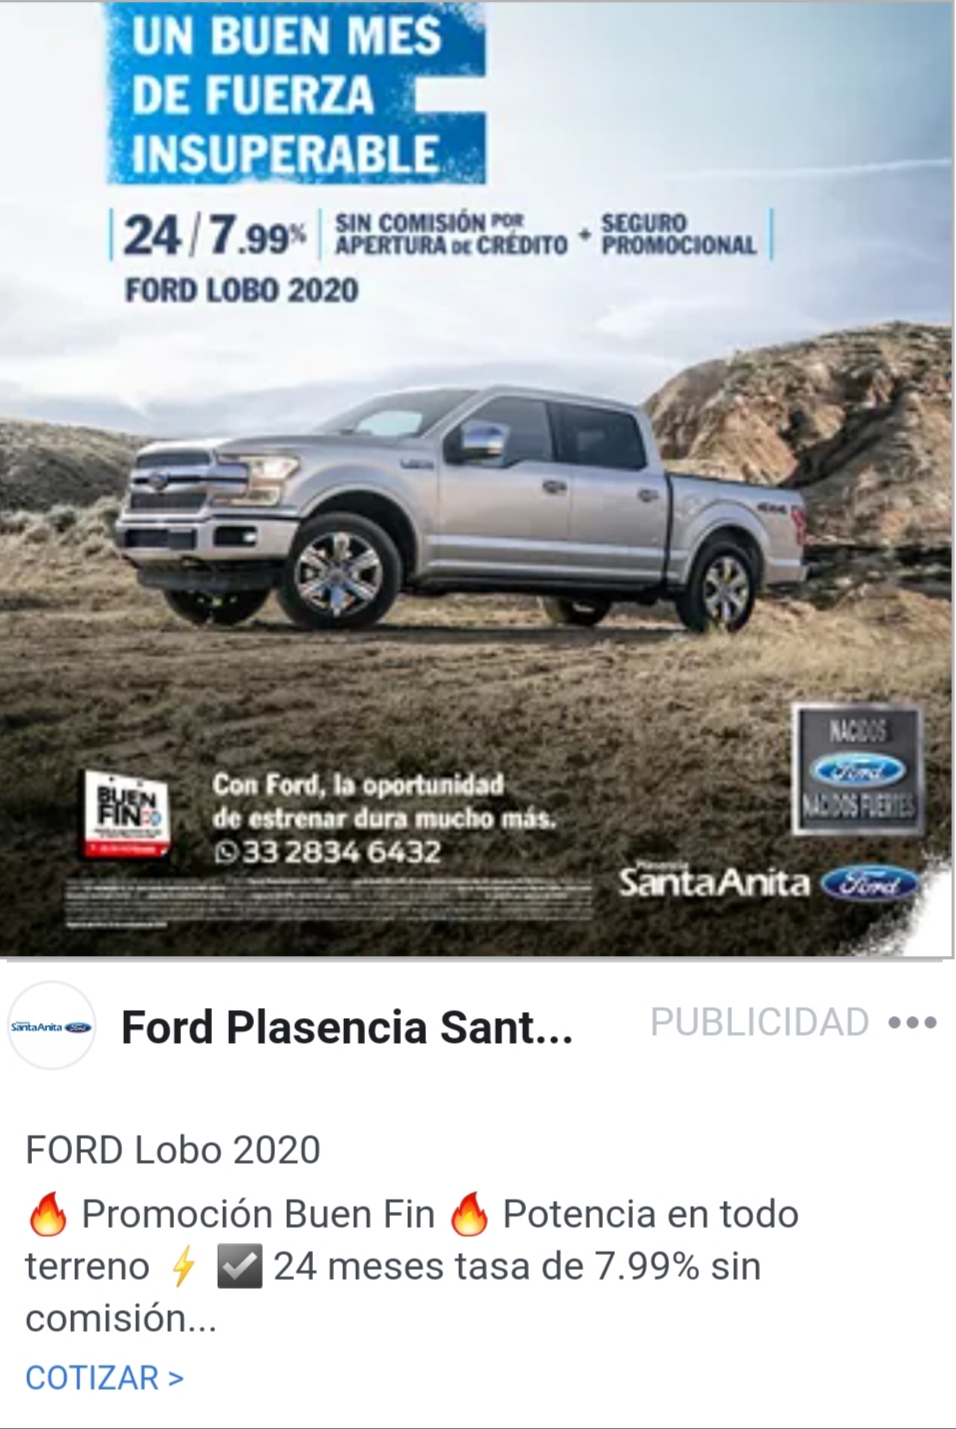 UN BUEN MES
DE FUERZA
INSUPERABLE
24/7.99%
SIN COMISIÓN POR
APERTURA DE CRÉDITO
+
SEGURO
PROMOCIONAL
FORD LOBO 2020
4x4
NACIDOS
Ford
NACIDOS FUERTES
BUEN
FIN
Con Ford, la oportunidad
de estrenar dura mucho más.
33 2834 6432
Plasencia
SantaAnita Ford
SantaAnita Ford
Ford Plasencia Sant...
PUBLICIDAD •••
FORD Lobo 2020
🔥 Promoción Buen Fin 🔥 Potencia en todo
terreno ⚡ ☑ 24 meses tasa de 7.99% sin
comisión...
COTIZAR >